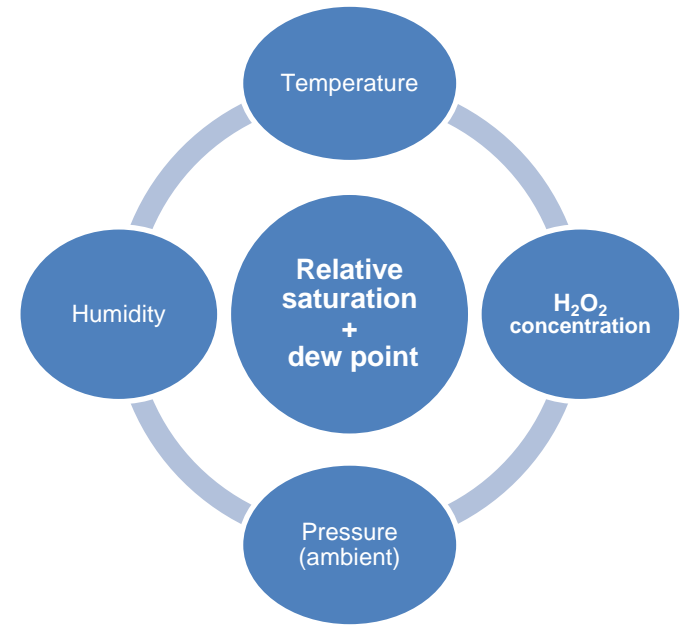 Temperature
Humidity
Relative
saturation
+
dew point
H₂O₂
concentration
Pressure
(ambient)